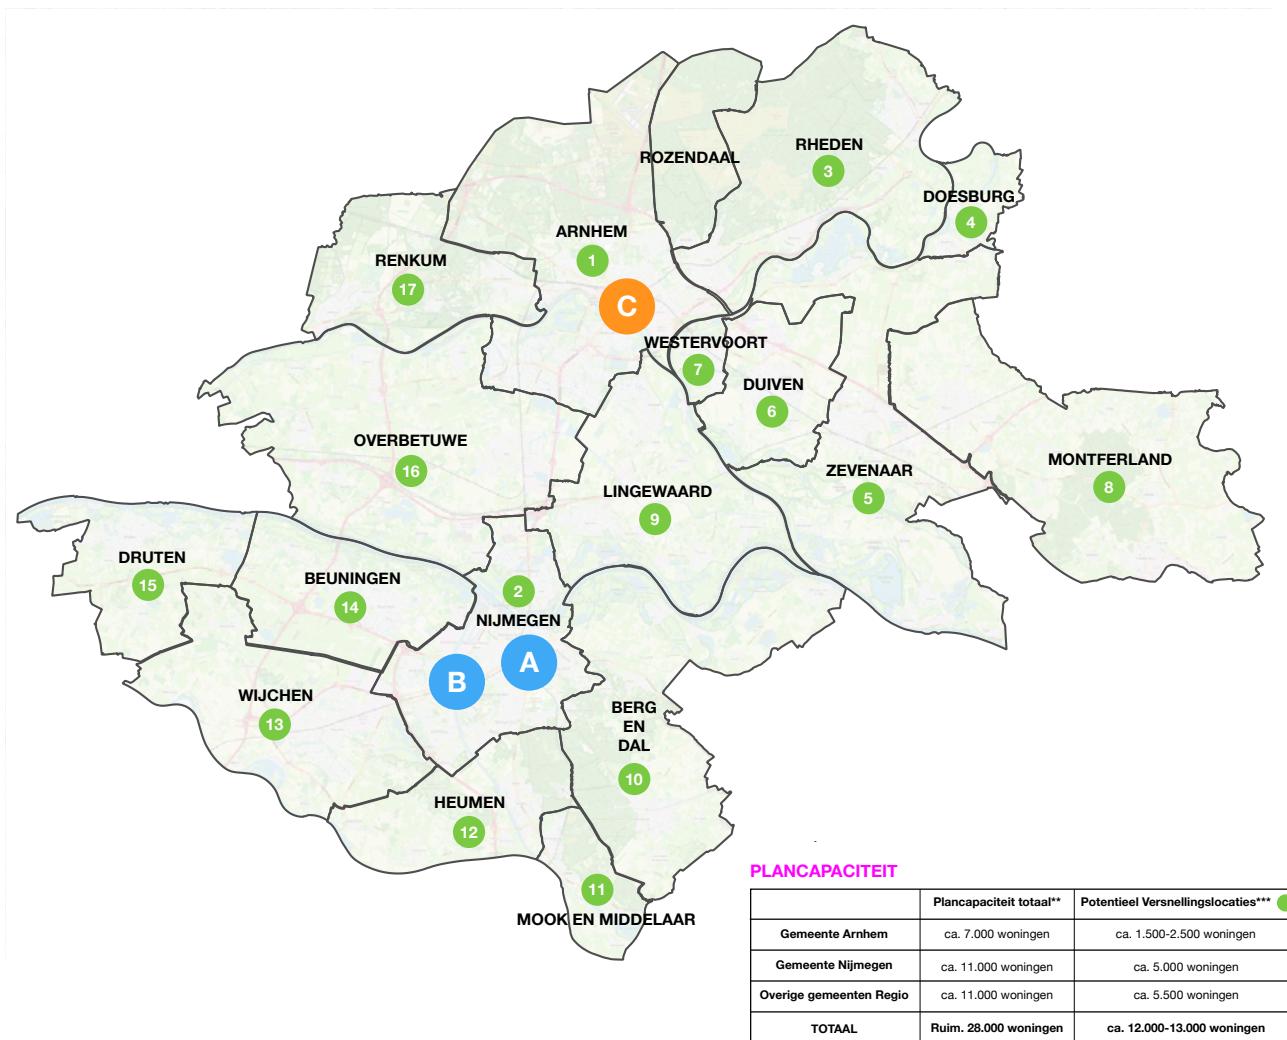 ROZENDAAL
RHEDEN
3
DOESBURG
4
ARNHEM
1
RENKUM
17
C
WESTERVOORT
7
DUIVEN
6
OVERBETUWE
16
MONTFERLAND
8
ZEVENAAR
5
LINGEWAARD
9
DRUTEN
15
BEUNINGEN
14
2
NIJMEGEN
A
B
WIJCHEN
13
BERG
EN
DAL
10
HEUMEN
12
11
MOOK EN MIDDELAAR
PLANCAPACITEIT
Plancapaciteit totaal** Potentieel Versnellingslocaties***
Gemeente Arnhem ca. 7.000 woningen ca. 1.500-2.500 woningen
Gemeente Nijmegen ca. 11.000 woningen ca. 5.000 woningen
Overige gemeenten Regio ca. 11.000 woningen ca. 5.500 woningen
TOTAAL Ruim. 28.000 woningen ca. 12.000-13.000 woningen